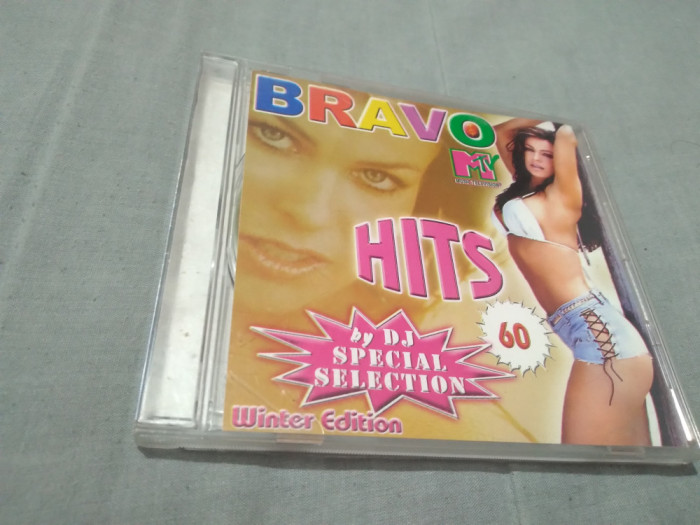 BRAVO
MTV
HITS
60
by DJ
SPECIAL
SELECTION
Winter Edition